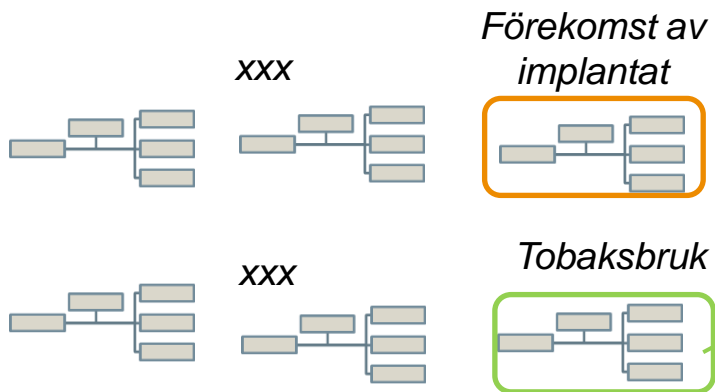 xxx
Förekomst av
implantat
xxx
Tobaksbruk